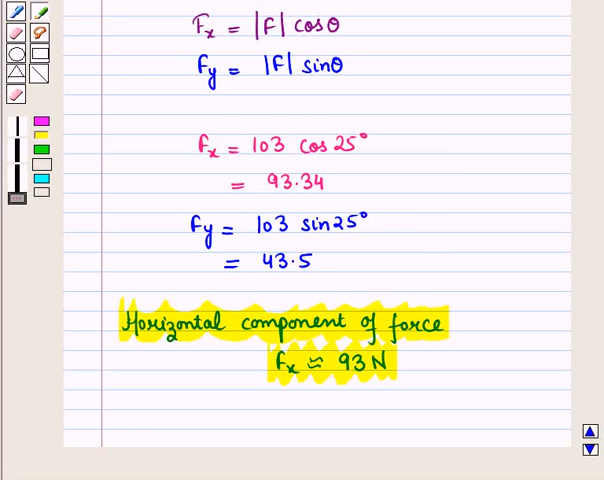 Fx = |F| cosθ
Fy = |F| sinθ
Fx = 103 cos 25°
= 93.34
Fy = 103 sin25°
= 43.5
Horizontal component of force
Fx ≈ 93 N